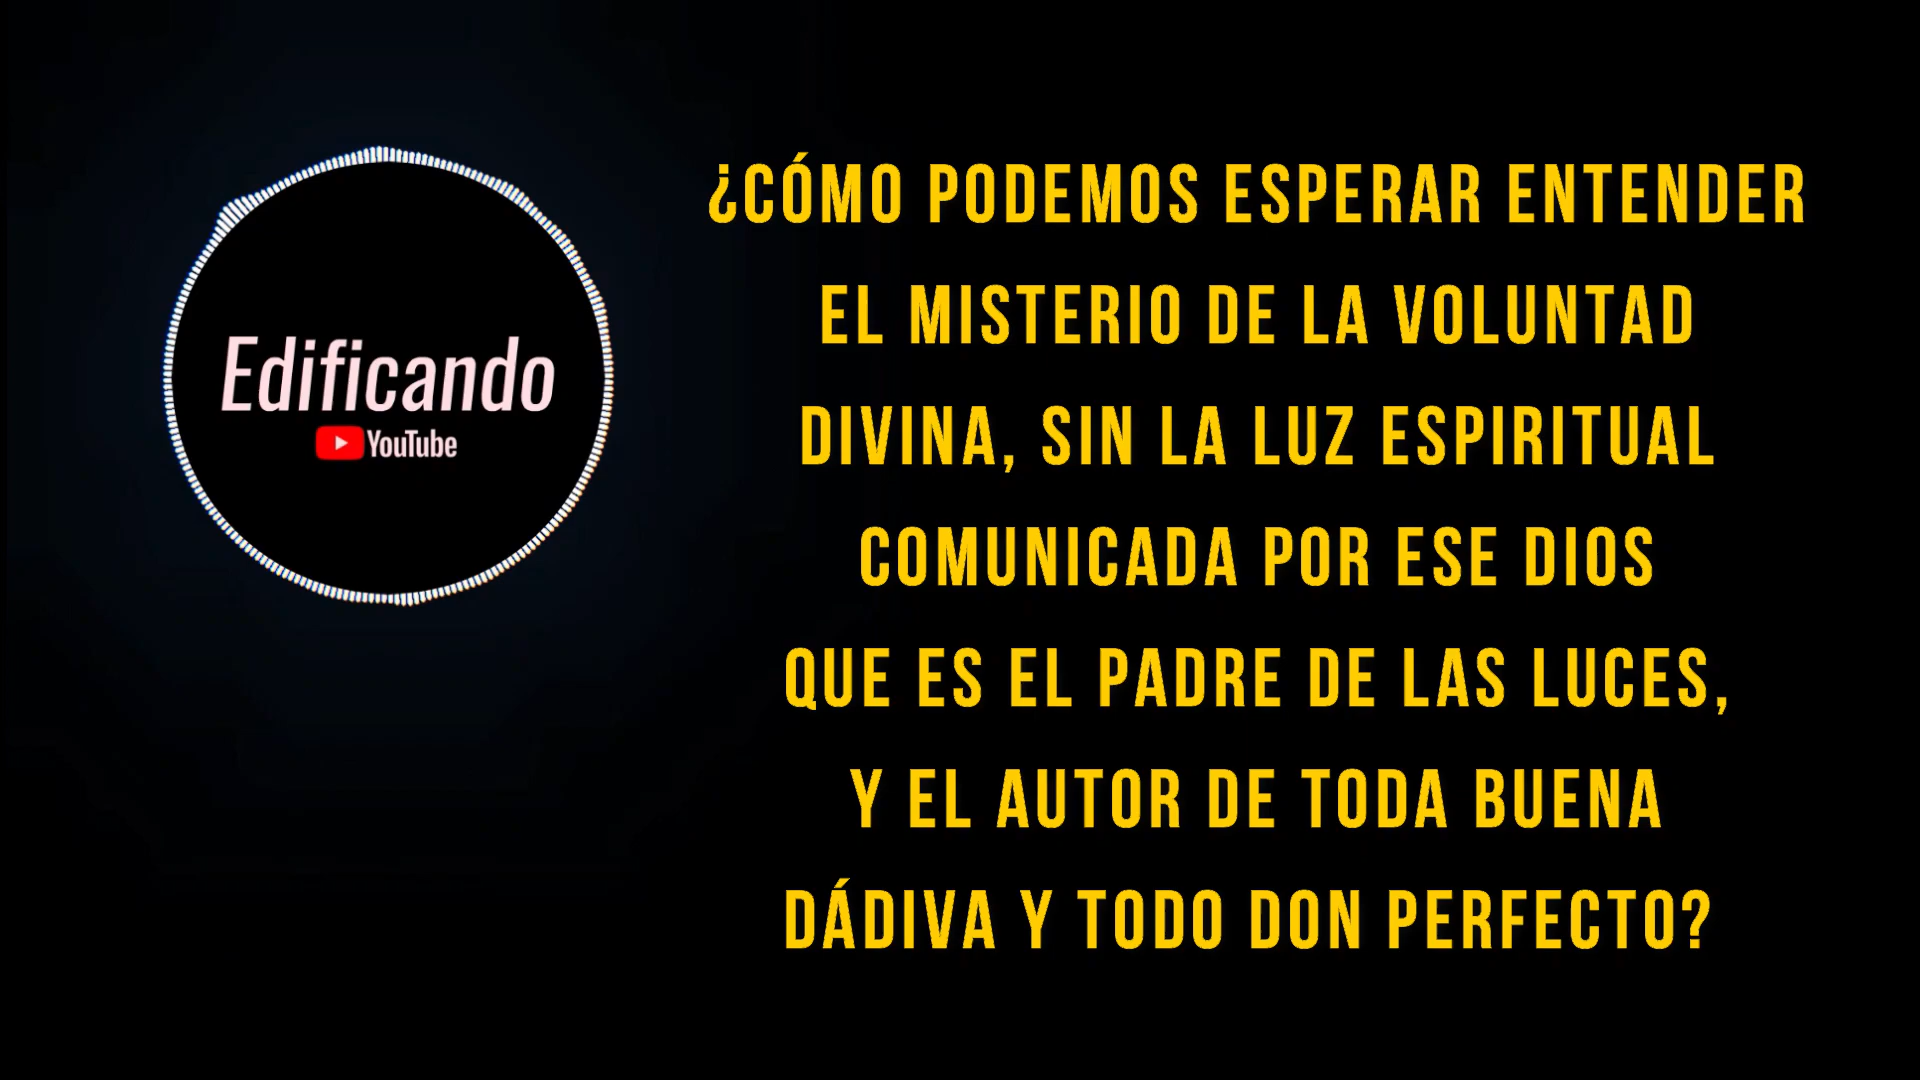 Edificando
YouTube
¿CÓMO PODEMOS ESPERAR ENTENDER
EL MISTERIO DE LA VOLUNTAD
DIVINA, SIN LA LUZ ESPIRITUAL
COMUNICADA POR ESE DIOS
QUE ES EL PADRE DE LAS LUCES,
Y EL AUTOR DE TODA BUENA
DÁDIVA Y TODO DON PERFECTO?